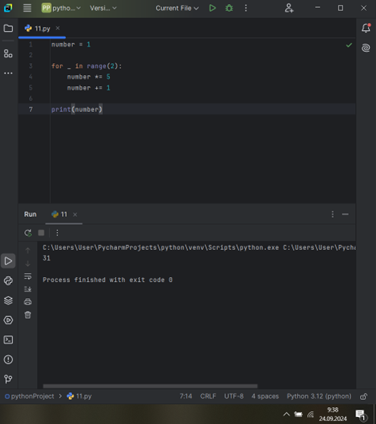 PP python... Versi... Current File
11.py
1 number = 1
2
3 for _ in range(2):
4 number *= 5
5 number += 1
6
7 print(number)
Run 11
C:\Users\User\PycharmProjects\python\venv\Scripts\python.exe C:\Users\User\Pycharm
31
Process finished with exit code 0
pythonProject > 11.py 7:14 CRLF UTF-8 4 spaces Python 3.12 (python)
9:38
24.09.2024
1